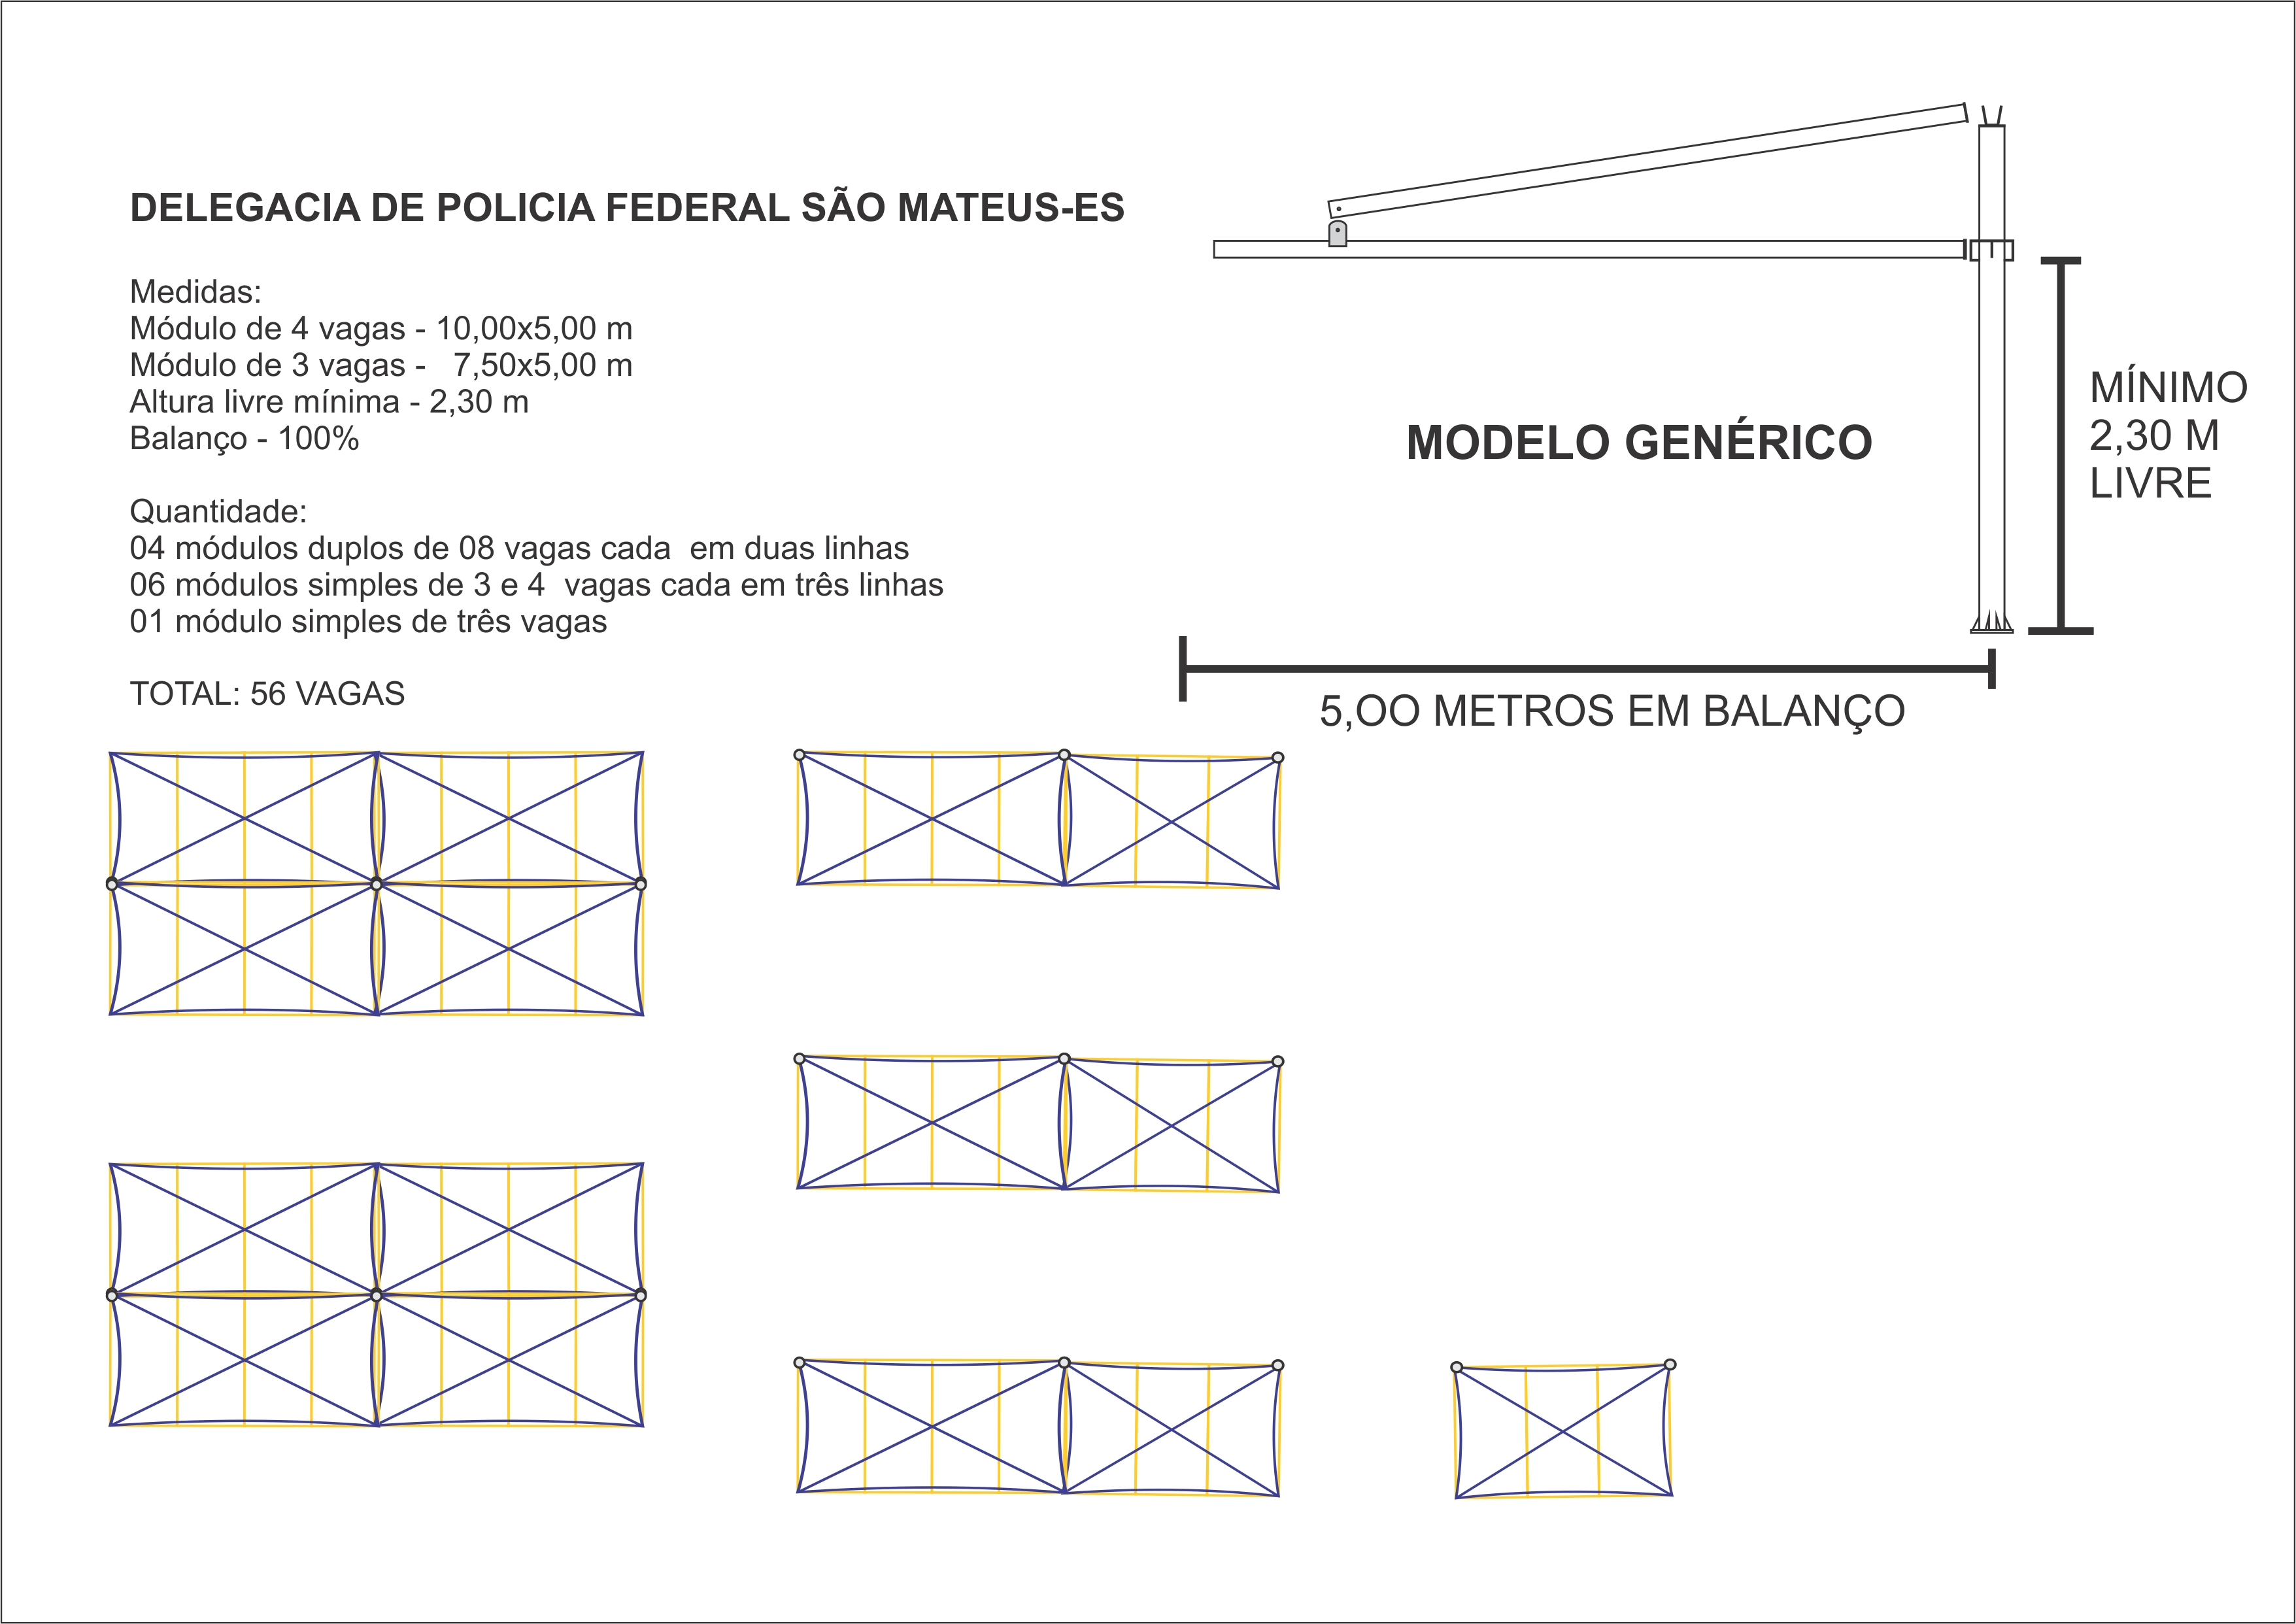 DELEGACIA DE POLICIA FEDERAL SÃO MATEUS-ES
Medidas:
Módulo de 4 vagas - 10,00x5,00 m
Módulo de 3 vagas -   7,50x5,00 m
Altura livre mínima - 2,30 m
Balanço - 100%
Quantidade:
04 módulos duplos de 08 vagas cada  em duas linhas
06 módulos simples de 3 e 4  vagas cada em três linhas
01 módulo simples de três vagas
TOTAL: 56 VAGAS
MODELO GENÉRICO
MÍNIMO
2,30 M
LIVRE
5,OO METROS EM BALANÇO